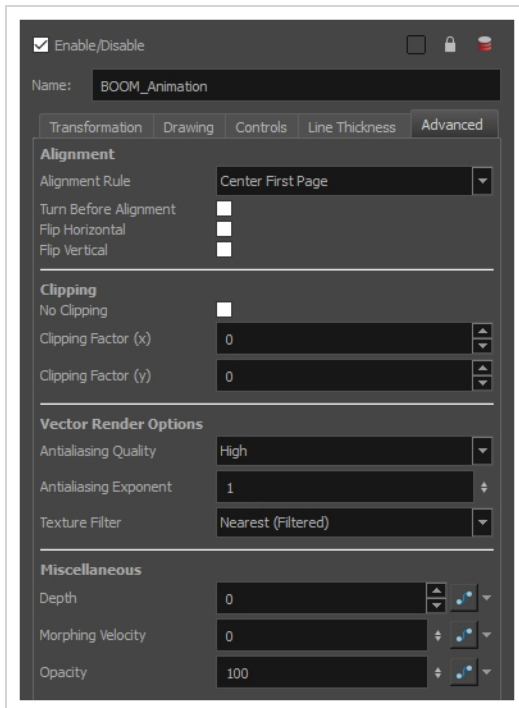 Enable/Disable
Name: BOOM_Animation
Transformation Drawing Controls Line Thickness Advanced
Alignment
Alignment Rule Center First Page
Turn Before Alignment
Flip Horizontal
Flip Vertical
Clipping
No Clipping
Clipping Factor (x) 0
Clipping Factor (y) 0
Vector Render Options
Antialiasing Quality High
Antialiasing Exponent 1
Texture Filter Nearest (Filtered)
Miscellaneous
Depth 0
Morphing Velocity 0
Opacity 100